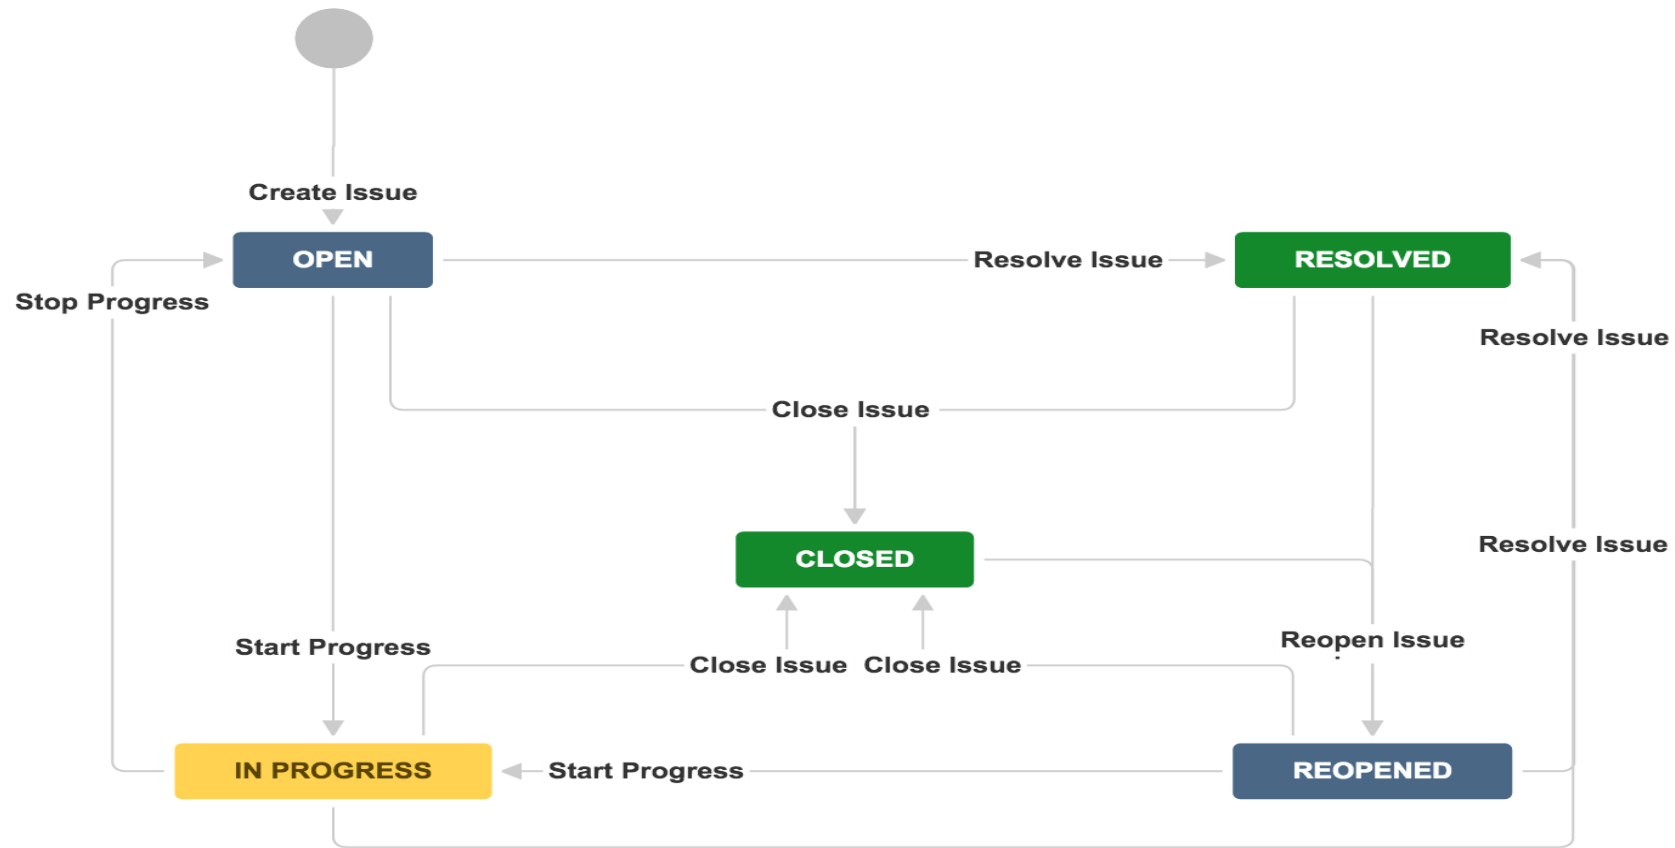 Create Issue
OPEN
Resolve Issue
RESOLVED
Stop Progress
Resolve Issue
Close Issue
Resolve Issue
CLOSED
Start Progress
Reopen Issue
Close Issue
Close Issue
IN PROGRESS
Start Progress
REOPENED